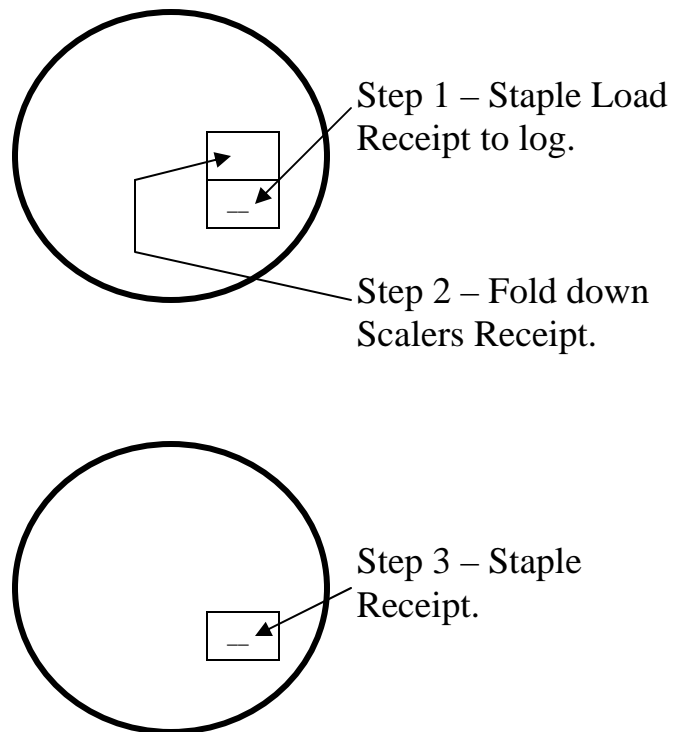 Step 1 – Staple Load
Receipt to log.
Step 2 – Fold down
Scalers Receipt.
Step 3 – Staple
Receipt.